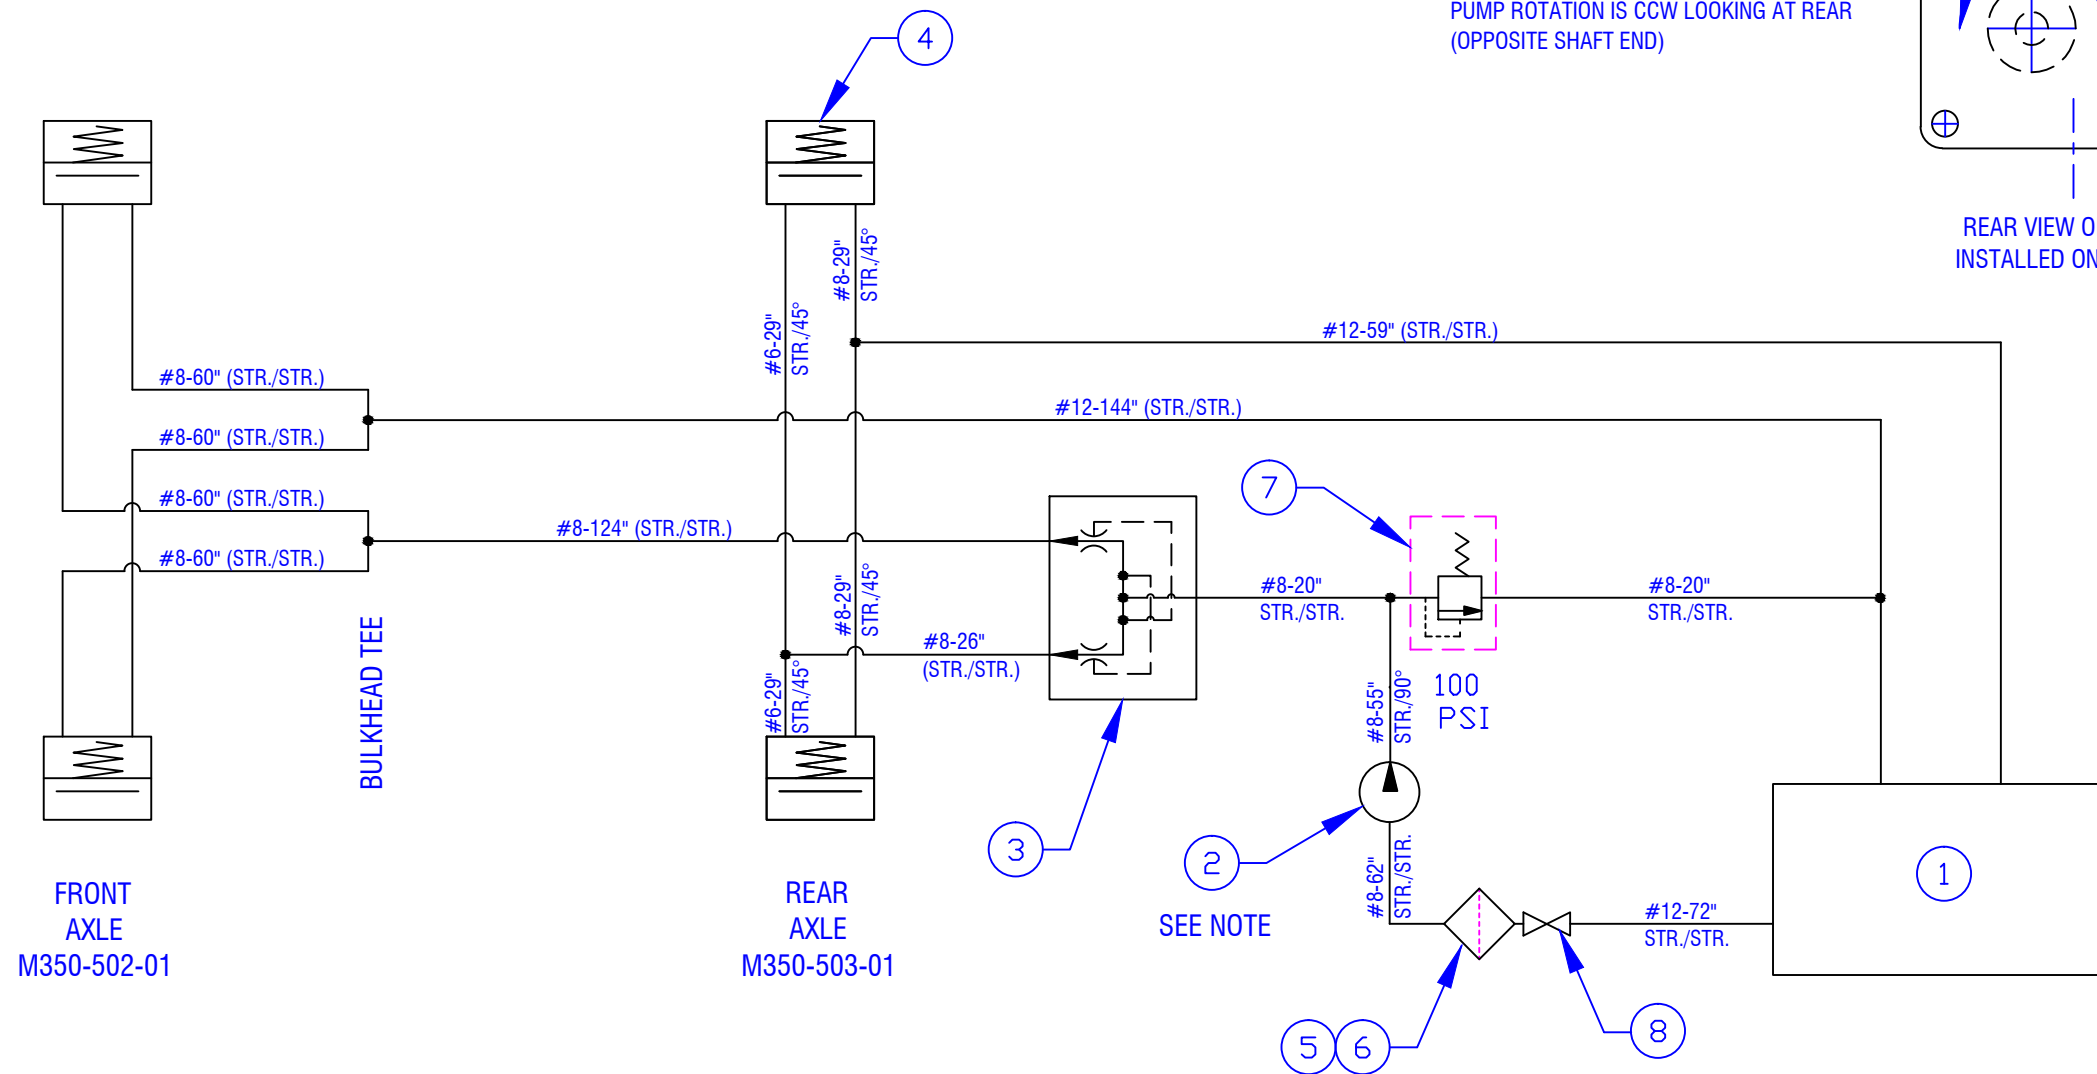 PUMP ROTATION IS CCW LOOKING AT REAR
(OPPOSITE SHAFT END)
4
REAR VIEW O
INSTALLED ON
#8-29"
STR./45°
#6-29"
STR./45°
#12-59" (STR./STR.)
#8-60" (STR./STR.)
#12-144" (STR./STR.)
#8-60" (STR./STR.)
7
#8-60" (STR./STR.)
#8-124" (STR./STR.)
#8-60" (STR./STR.)
#8-29"
STR./45°
#8-20"
STR./STR.
#8-20"
STR./STR.
#8-26"
(STR./STR.)
BULKHEAD TEE
#6-29"
STR./45°
#8-55"
STR./90°
100
PSI
3
2
SEE NOTE
#8-62"
STR./STR.
1
FRONT
AXLE
M350-502-01
REAR
AXLE
M350-503-01
#12-72"
STR./STR.
5
6
8